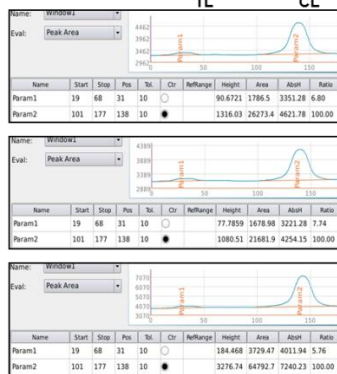 TL CL
Name: Window1
Eval: Peak Area
4462
3962
3462
2962
Param1
Param2
0 50 100 150
Name Start Stop Pos Tol. Ctr RefRange Height Area AbsH Ratio
Param1 19 68 31 10 90.6721 1786.5 3351.28 6.80
Param2 101 177 138 10 1316.03 26273.4 4621.78 100.00
Name: Window1
Eval: Peak Area
4389
3889
3389
2889
Param1
Param2
0 50 100 150
Name Start Stop Pos Tol. Ctr RefRange Height Area AbsH Ratio
Param1 19 68 31 10 77.7859 1678.98 3221.28 7.74
Param2 101 177 138 10 1080.51 21681.9 4254.15 100.00
Name: Window1
Eval: Peak Area
7070
6070
5070
4070
3070
Param1
Param2
0 50 100 150
Name Start Stop Pos Tol. Ctr RefRange Height Area AbsH Ratio
Param1 19 68 31 10 184.468 3729.47 4011.94 5.76
Param2 101 177 138 10 3276.74 64792.7 7240.23 100.00